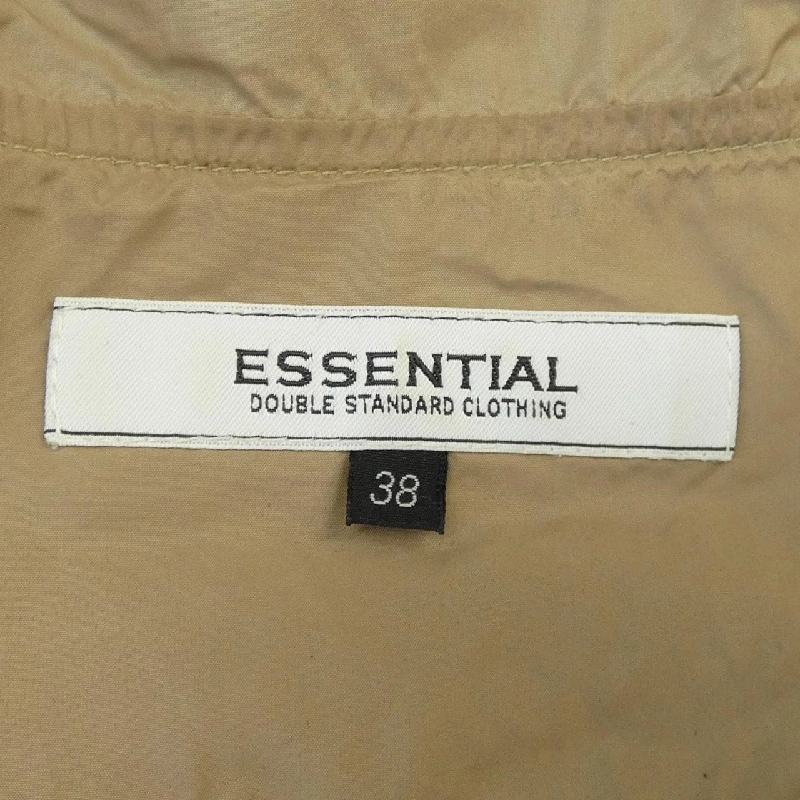 ESSENTIAL
DOUBLE STANDARD CLOTHING
38